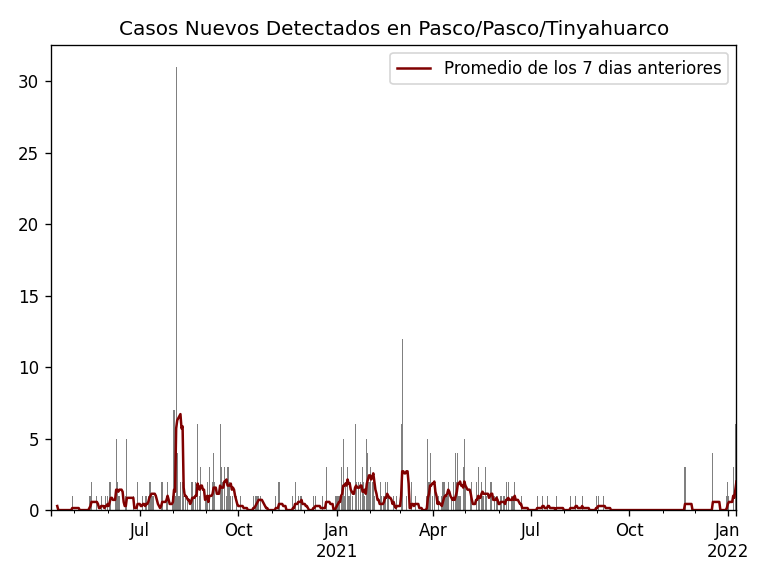 Casos Nuevos Detectados en Pasco/Pasco/Tinyahuarco
Promedio de los 7 dias anteriores
30
25
20
15
10
5
0
Jul Oct Jan Apr Jul Oct Jan
2021 2022